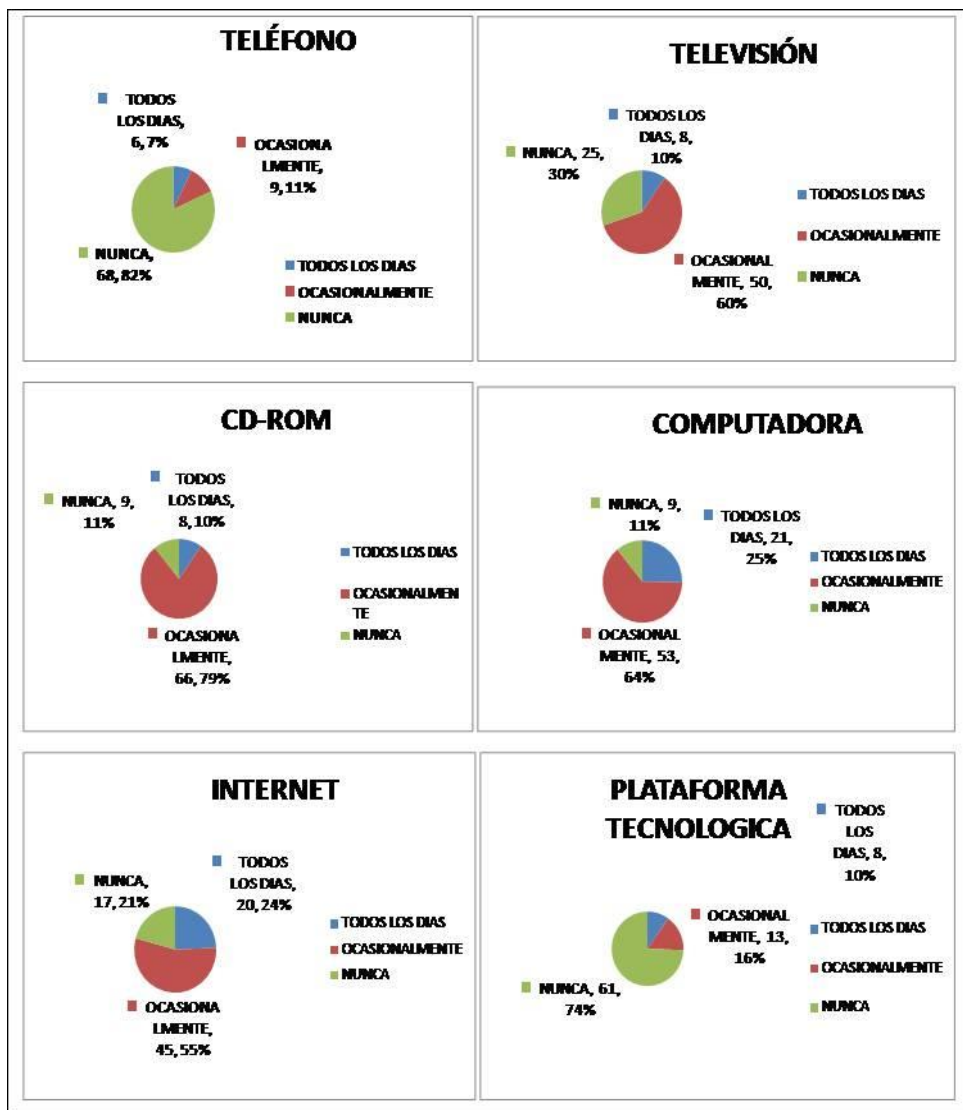 TELÉFONO
TODOS
LOS DIAS,
6, 7%
OCASIONA
LMENTE,
9, 11%
NUNCA,
68, 82%
TODOS LOS DIAS
OCASIONALMENTE
NUNCA
TELEVISIÓN
TODOS LOS
DIAS, 8,
10%
NUNCA, 25,
30%
OCASIONAL
MENTE, 50,
60%
TODOS LOS DIAS
OCASIONALMENTE
NUNCA
CD-ROM
TODOS
LOS DIAS,
8, 10%
NUNCA, 9,
11%
OCASIONA
LMENTE,
66, 79%
TODOS LOS DIAS
OCASIONALMEN
TE
NUNCA
COMPUTADORA
NUNCA, 9,
11%
TODOS LOS
DIAS, 21,
25%
OCASIONAL
MENTE, 53,
64%
TODOS LOS DIAS
OCASIONALMENTE
NUNCA
INTERNET
TODOS
LOS DIAS,
20, 24%
NUNCA,
17, 21%
OCASIONA
LMENTE,
45, 55%
TODOS LOS DIAS
OCASIONALMENTE
NUNCA
PLATAFORMA
TECNOLOGICA
TODOS
LOS
DIAS, 8,
10%
OCASIONAL
MENTE, 13,
16%
NUNCA, 61,
74%
TODOS LOS DIAS
OCASIONALMENTE
NUNCA